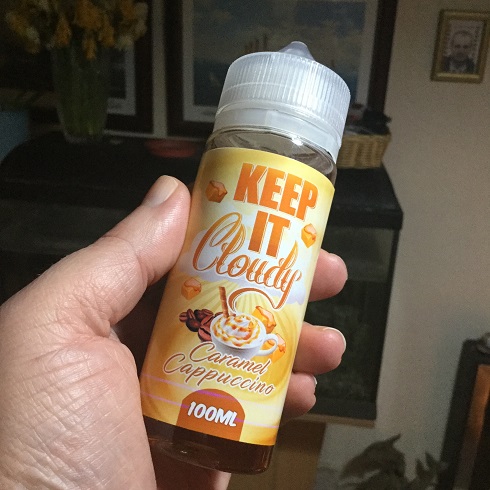 KEEP
IT
Cloudy
Caramel
Cappuccino
100ML